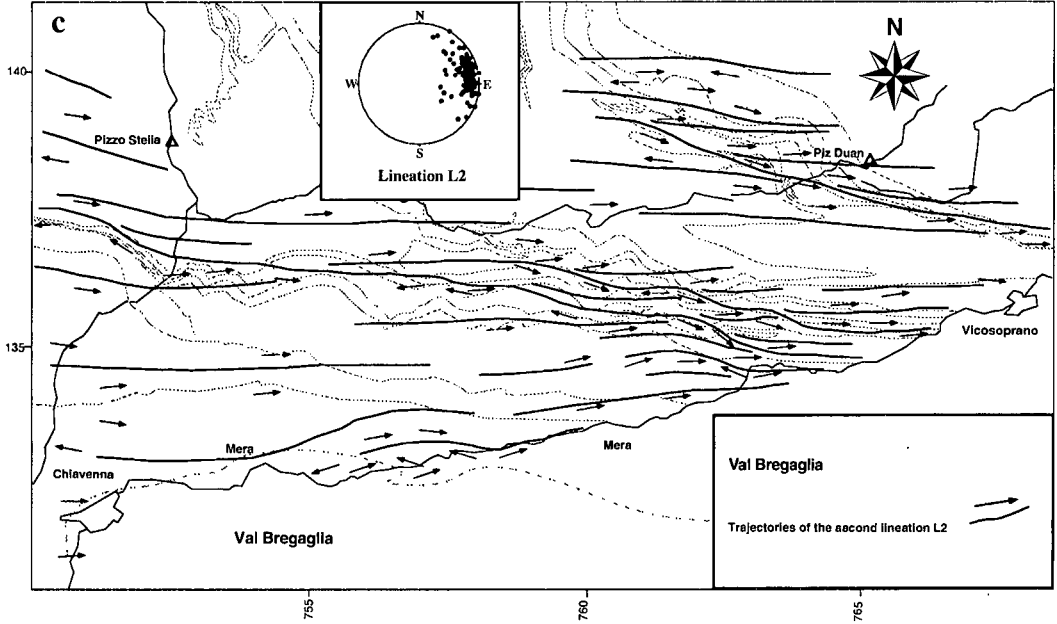 c
N
W
E
S
Lineation L2
N
140
135
Pizzo Stella
Piz Duan
Vicosoprano
Mera
Mera
Chiavenna
Val Bregaglia
Val Bregaglia
Trajectories of the aacond lineation L2
755
760
765